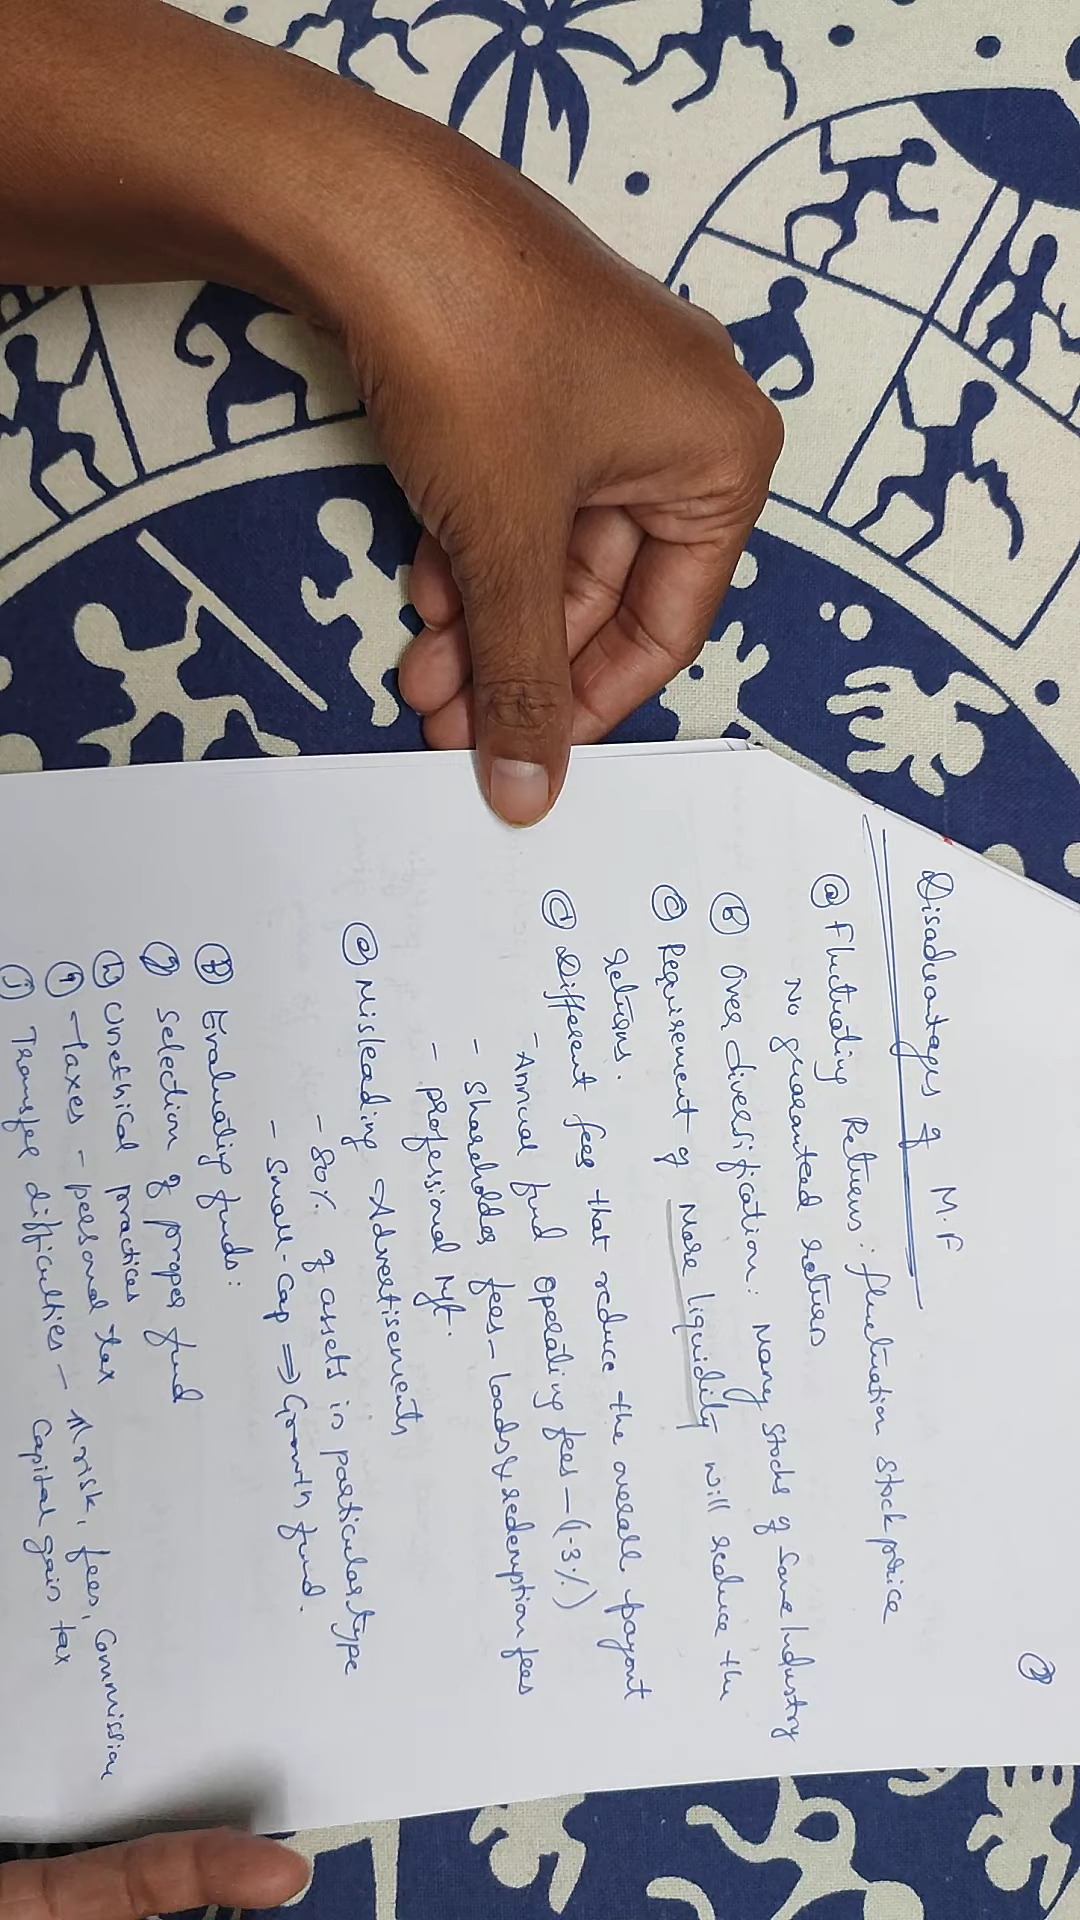 ②
Disadvantages of M.F
ⓐ Fluctuating Returns: fluctuation stock price
No guaranteed returns
ⓑ Over diversification: Many stocks of same Industry
ⓒ Requirement of More liquidity will reduce the
returns.
ⓓ Different fees that reduce the overall payout
- Annual fund operating fees - (1-3%)
- Shareholder fees - loads & redemption fees
- professional Mgt.
ⓔ Misleading Advertisements
- 80% of assets in particular type
- Small-Cap ⇒ Growth fund.
ⓕ Evaluating funds:
ⓖ Selection of proper fund
ⓗ Unethical practices
ⓘ Taxes - personal tax
ⓙ Transfer difficulties - ⇈ risk, fees, Commission
Capital gain tax